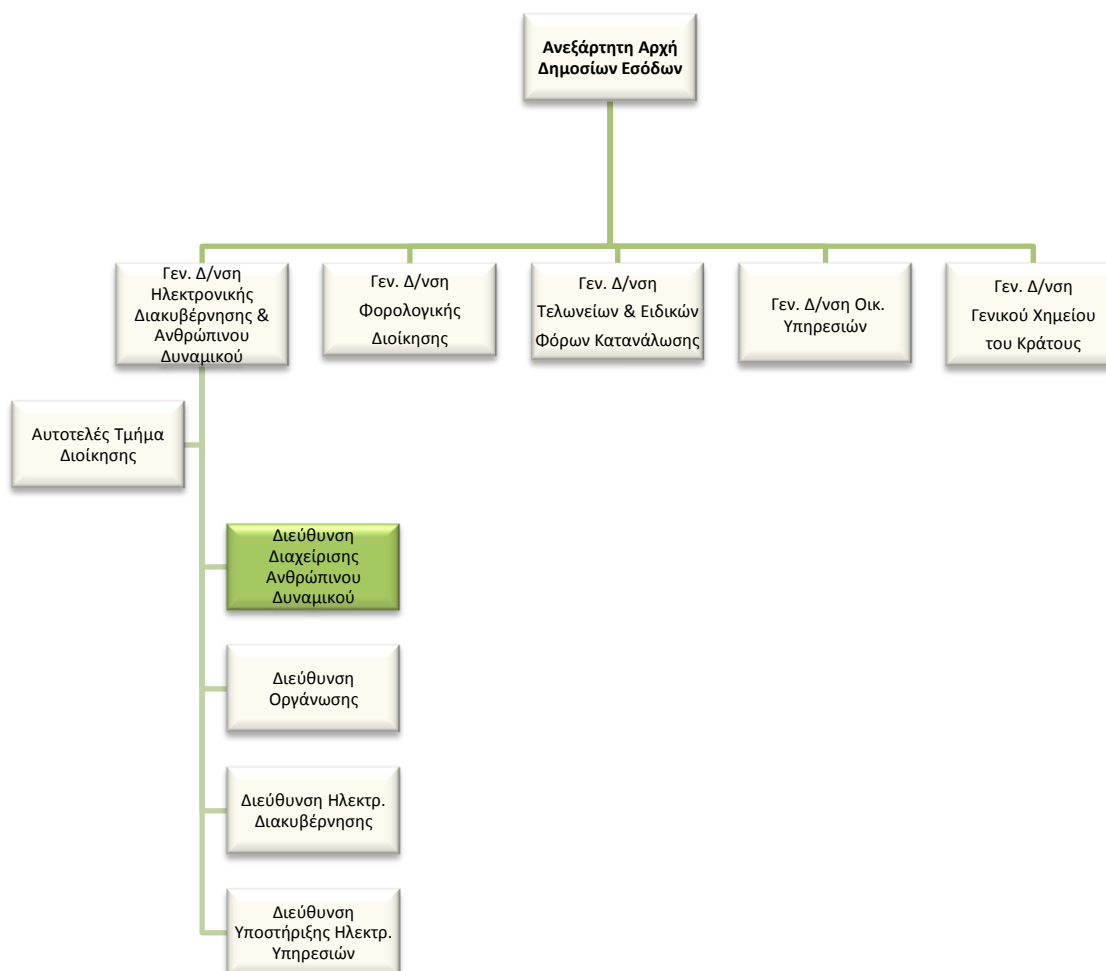 Ανεξάρτητη Αρχή
Δημοσίων Εσόδων
Γεν. Δ/νση
Ηλεκτρονικής
Διακυβέρνησης &
Ανθρώπινου
Δυναμικού
Γεν. Δ/νση
Φορολογικής
Διοίκησης
Γεν. Δ/νση
Τελωνείων & Ειδικών
Φόρων Κατανάλωσης
Γεν. Δ/νση Οικ.
Υπηρεσιών
Γεν. Δ/νση
Γενικού Χημείου
του Κράτους
Αυτοτελές Τμήμα
Διοίκησης
Διεύθυνση
Διαχείρισης
Ανθρώπινου
Δυναμικού
Διεύθυνση
Οργάνωσης
Διεύθυνση Ηλεκτρ.
Διακυβέρνησης
Διεύθυνση
Υποστήριξης Ηλεκτρ.
Υπηρεσιών